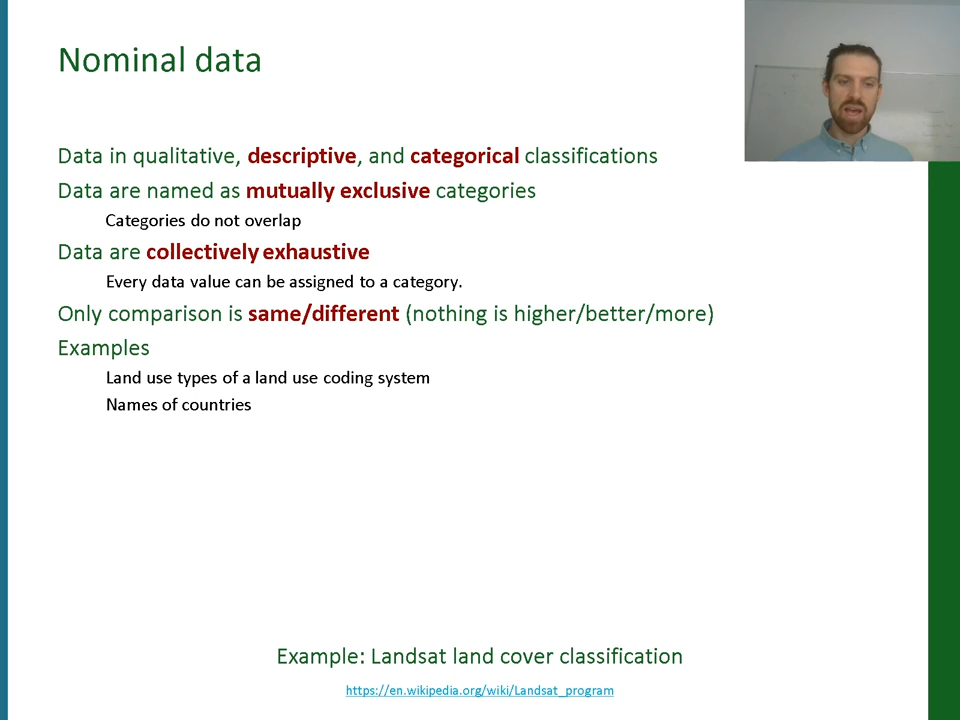 Nominal data
Data in qualitative, descriptive, and categorical classifications
Data are named as mutually exclusive categories
Categories do not overlap
Data are collectively exhaustive
Every data value can be assigned to a category.
Only comparison is same/different (nothing is higher/better/more)
Examples
Land use types of a land use coding system
Names of countries
Example: Landsat land cover classification
https://en.wikipedia.org/wiki/Landsat_program